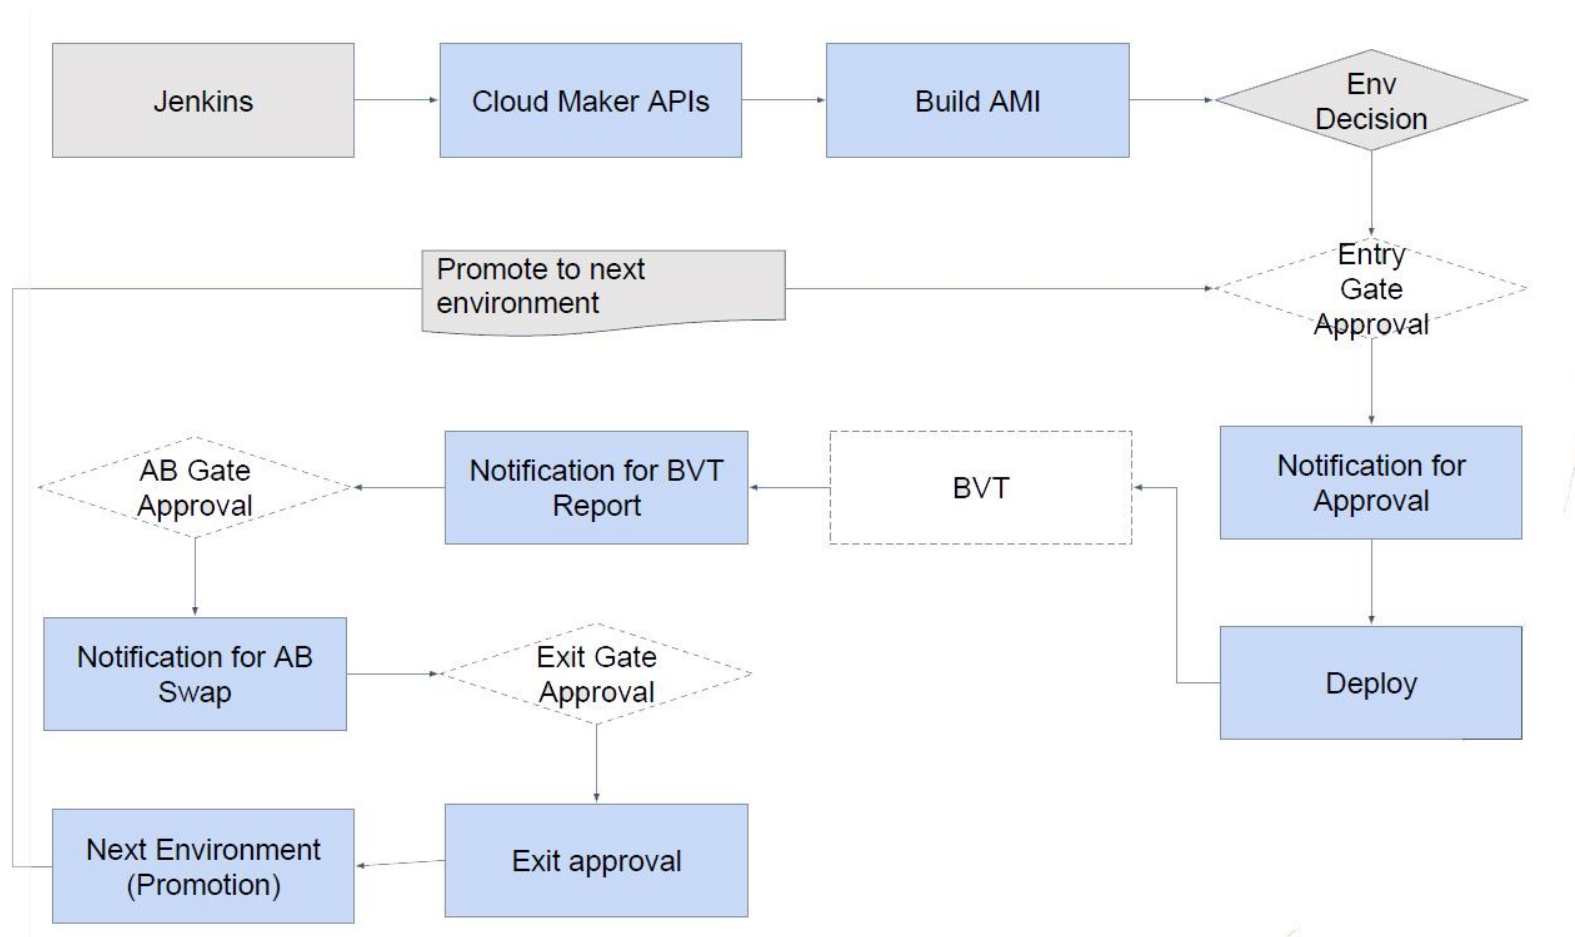 Jenkins
Cloud Maker APIs
Build AMI
Env
Decision
Promote to next
environment
Entry
Gate
Approval
AB Gate
Approval
Notification for BVT
Report
BVT
Notification for
Approval
Notification for AB
Swap
Exit Gate
Approval
Deploy
Next Environment
(Promotion)
Exit approval